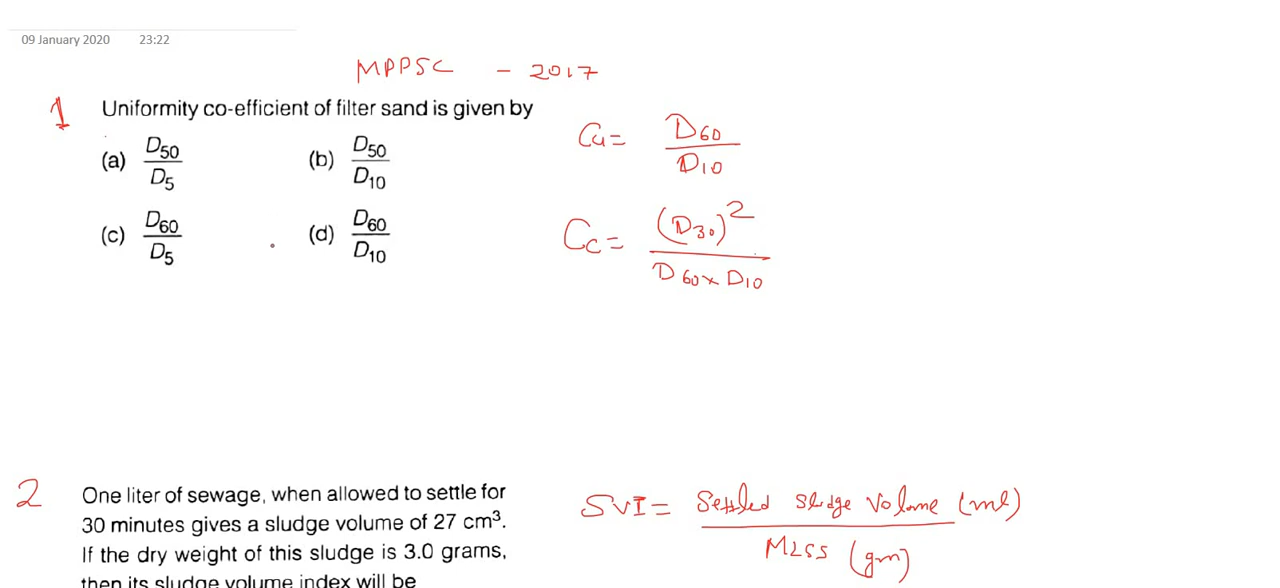 09 January 2020 23:22
MPPSC - 2017
1 Uniformity co-efficient of filter sand is given by
(a) D50/D5 (b) D50/D10
(c) D60/D5 (d) D60/D10
Cu = D60/D10
Cc = (D30)^2/D60 x D10
2 One liter of sewage, when allowed to settle for
30 minutes gives a sludge volume of 27 cm³.
If the dry weight of this sludge is 3.0 grams,
then its sludge volume index will be
SVI = Settled sludge Volume (ml)/MLSS (gm)